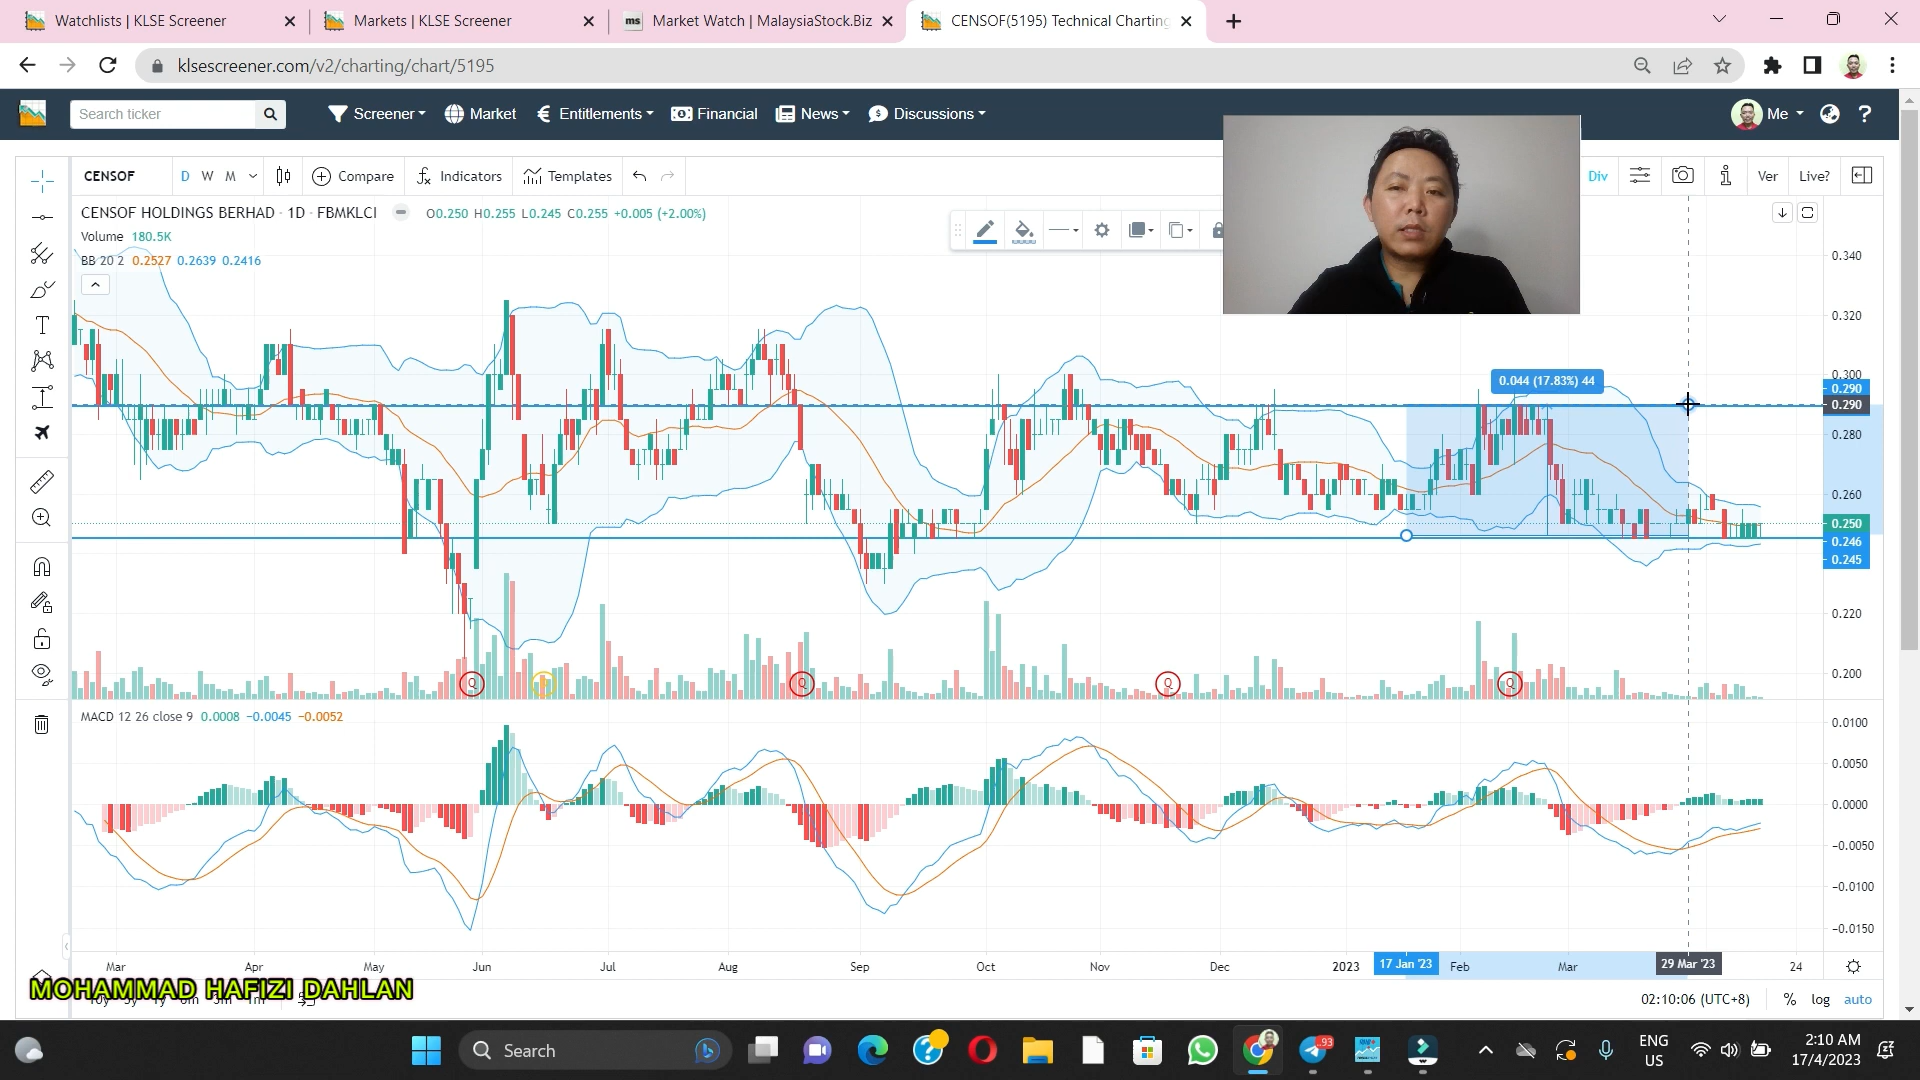 Watchlists | KLSE Screener
Markets | KLSE Screener
ms
Market Watch | MalaysiaStock.Biz
CENSOF(5195) Technical Charting
klsescreener.com/v2/charting/chart/5195
Search ticker
Screener
Market
Entitlements
Financial
News
Discussions
Me
?
CENSOF
D W M
Compare
Indicators
Templates
Div
Ver
Live?
CENSOF HOLDINGS BERHAD · 1D · FBMKLCI
O0.250 H0.255 L0.245 C0.255 +0.005 (+2.00%)
Volume 180.5K
BB 20 2 0.2527 0.2639 0.2416
0.340
0.320
0.300
0.290
0.290
0.280
0.260
0.250
0.246
0.245
0.220
0.200
0.044 (17.83%) 44
Q
Q
Q
Q
MACD 12 26 close 9 0.0008 −0.0045 −0.0052
0.0100
0.0050
0.0000
−0.0050
−0.0100
−0.0150
Mar Apr May Jun Jul Aug Sep Oct Nov Dec 2023 17 Jan '23 Feb Mar 29 Mar '23 24
MOHAMMAD HAFIZI DAHLAN
02:10:06 (UTC+8)
% log auto
Search
93
ENG
US
2:10 AM
17/4/2023